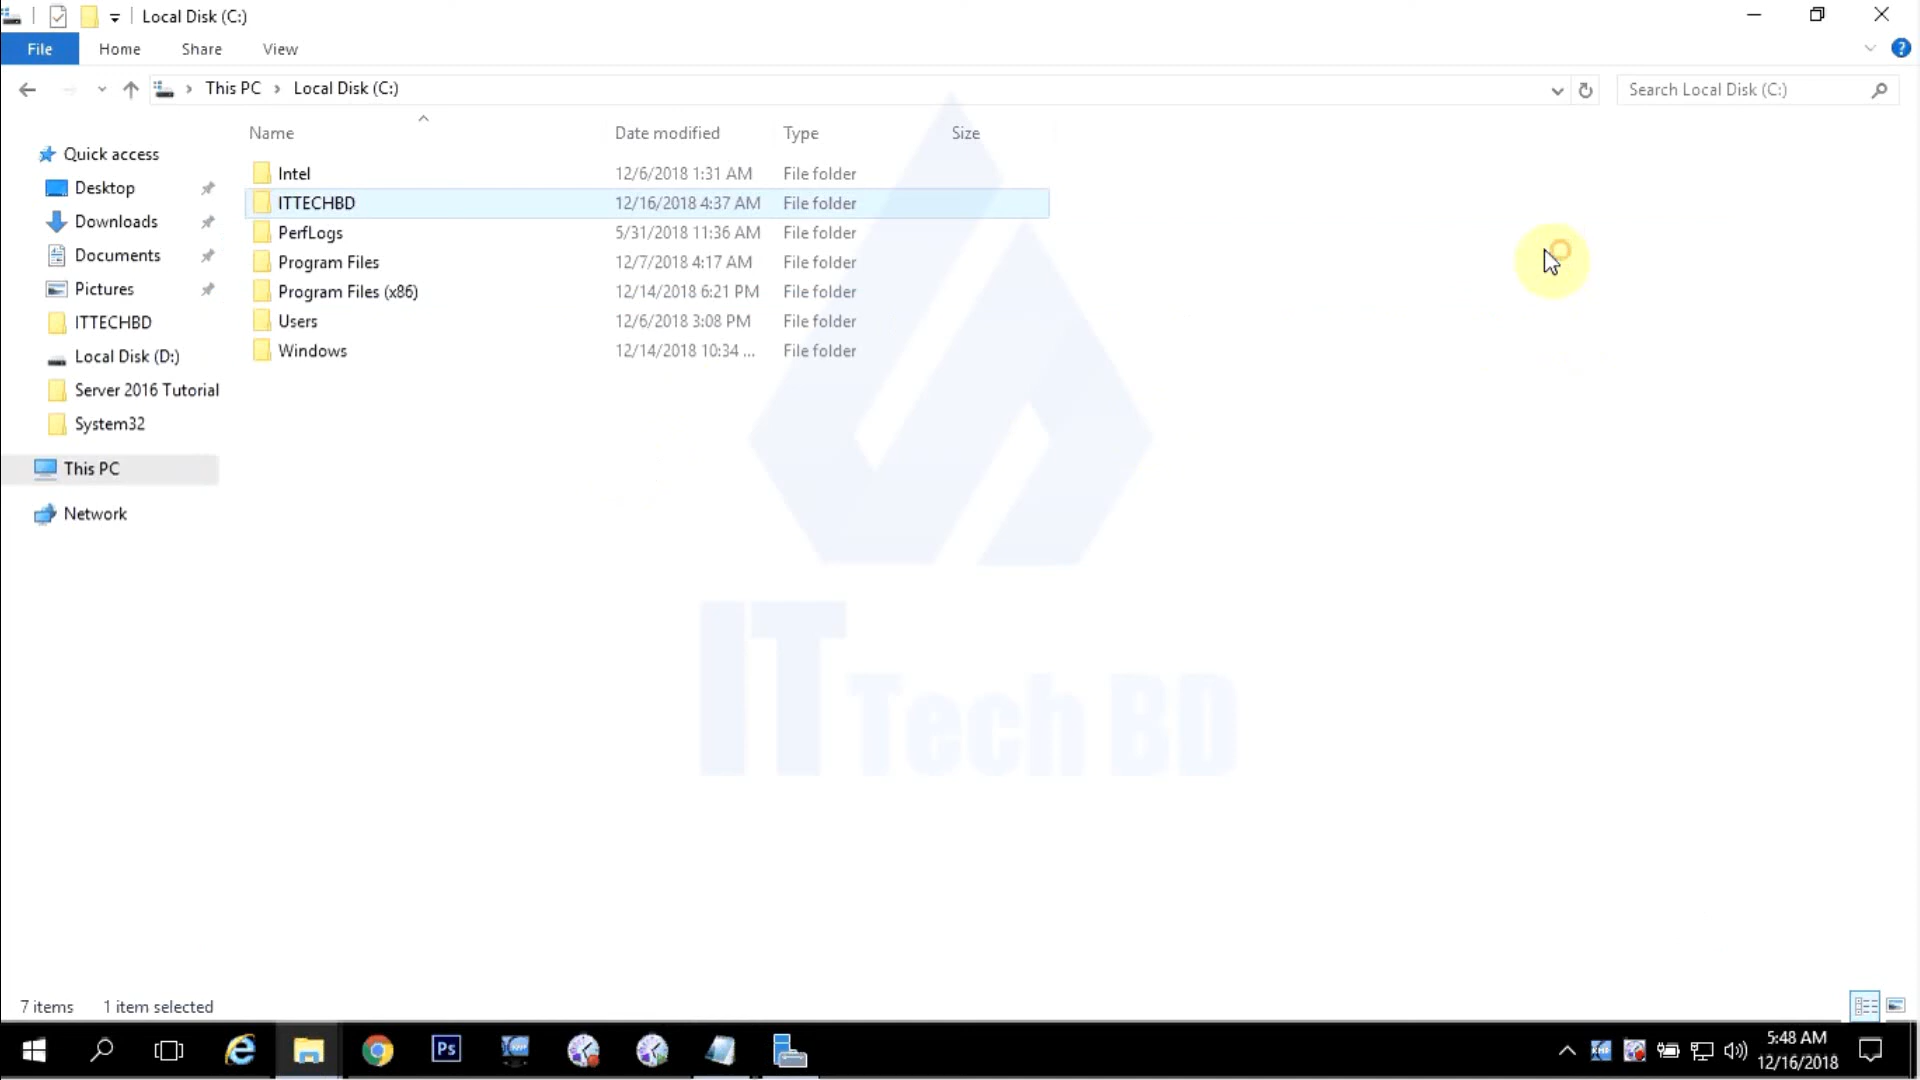 Local Disk (C:)
File Home Share View
This PC Local Disk (C:) Search Local Disk (C:)
Name Date modified Type Size
Quick access
Desktop
Downloads
Documents
Pictures
ITTECHBD
Local Disk (D:)
Server 2016 Tutorial
System32
This PC
Network
Intel 12/6/2018 1:31 AM File folder
ITTECHBD 12/16/2018 4:37 AM File folder
PerfLogs 5/31/2018 11:36 AM File folder
Program Files 12/7/2018 4:17 AM File folder
Program Files (x86) 12/14/2018 6:21 PM File folder
Users 12/6/2018 3:08 PM File folder
Windows 12/14/2018 10:34 ... File folder
IT Tech BD
7 items 1 item selected
Ps
5:48 AM
12/16/2018